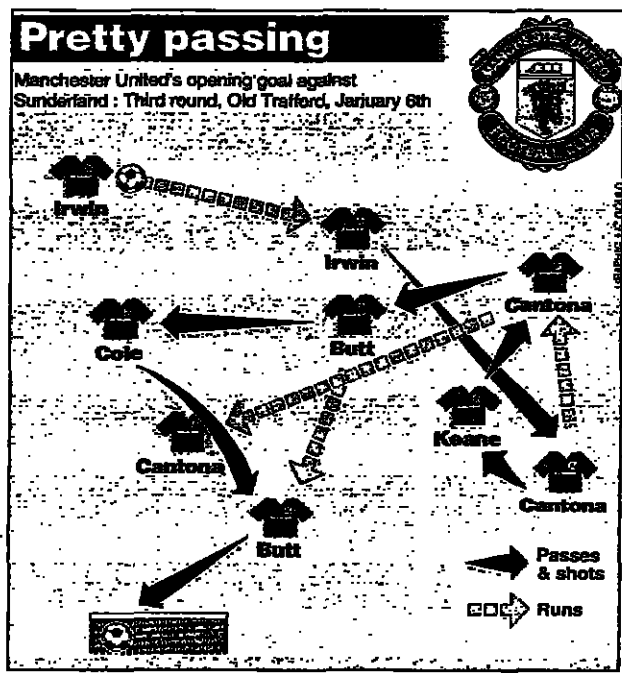 Pretty passing
Manchester United's opening goal against
Sunderland : Third round, Old Trafford, January 6th
Irwin
Irwin
Cantona
Cole
Butt
Keane
Cantona
Cantona
Butt
Passes
& shots
Runs